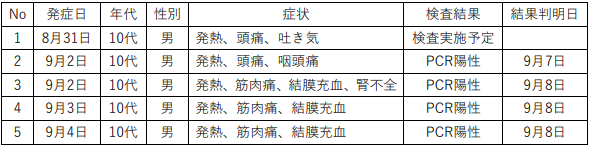 No 発症日 年代 性別 症状 検査結果 結果判明日
1 8月31日 10代 男 発熱、頭痛、吐き気 検査実施予定
2 9月2日 10代 男 発熱、頭痛、咽頭痛 PCR陽性 9月7日
3 9月2日 10代 男 発熱、筋肉痛、結膜充血、腎不全 PCR陽性 9月8日
4 9月3日 10代 男 発熱、筋肉痛、結膜充血 PCR陽性 9月8日
5 9月4日 10代 男 発熱、筋肉痛、結膜充血 PCR陽性 9月8日